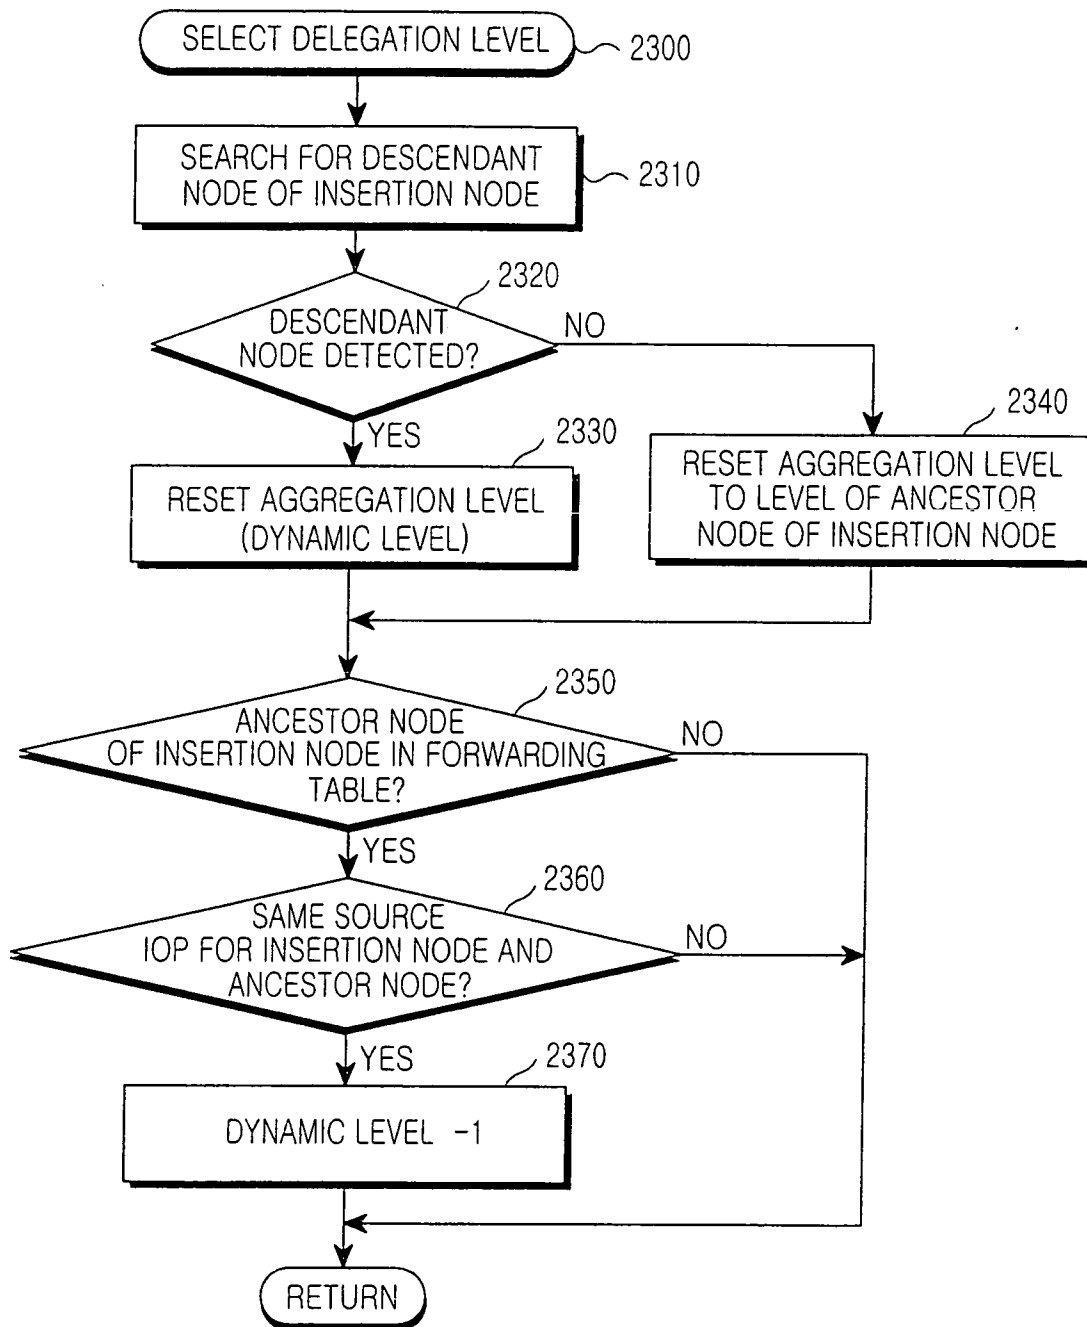 SELECT DELEGATION LEVEL
2300
SEARCH FOR DESCENDANT
NODE OF INSERTION NODE
2310
2320
DESCENDANT
NODE DETECTED?
NO
YES
2330
RESET AGGREGATION LEVEL
(DYNAMIC LEVEL)
2340
RESET AGGREGATION LEVEL
TO LEVEL OF ANCESTOR
NODE OF INSERTION NODE
2350
ANCESTOR NODE
OF INSERTION NODE IN FORWARDING
TABLE?
NO
YES
2360
SAME SOURCE
IOP FOR INSERTION NODE AND
ANCESTOR NODE?
NO
YES
2370
DYNAMIC LEVEL -1
RETURN